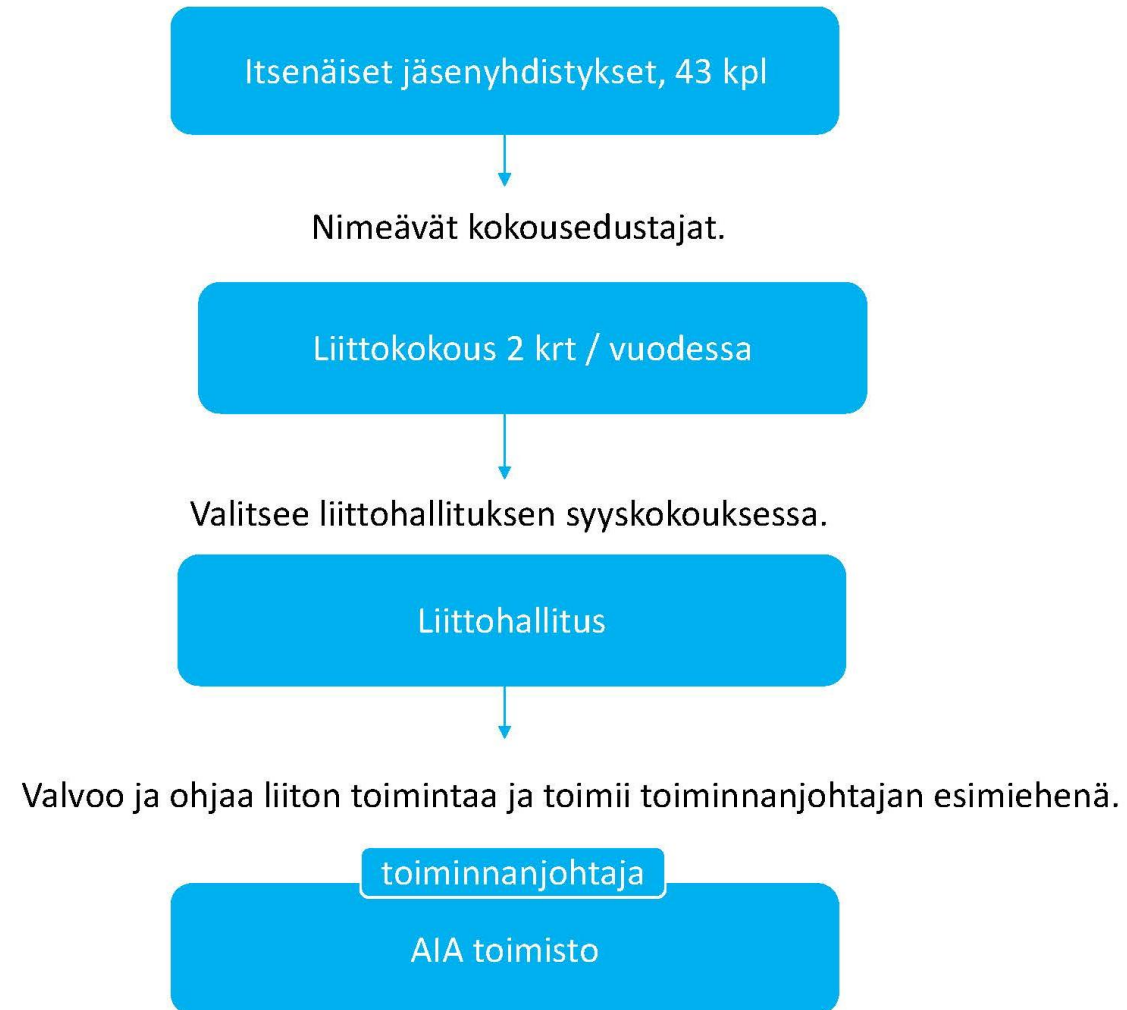 Itsenäiset jäsenyhdistykset, 43 kpl
Nimeävät kokousedustajat.
Liittokokous 2 krt / vuodessa
Valitsee liittohallituksen syyskokouksessa.
Liittohallitus
Valvoo ja ohjaa liiton toimintaa ja toimii toiminnanjohtajan esimiehenä.
toiminnanjohtaja
AIA toimisto